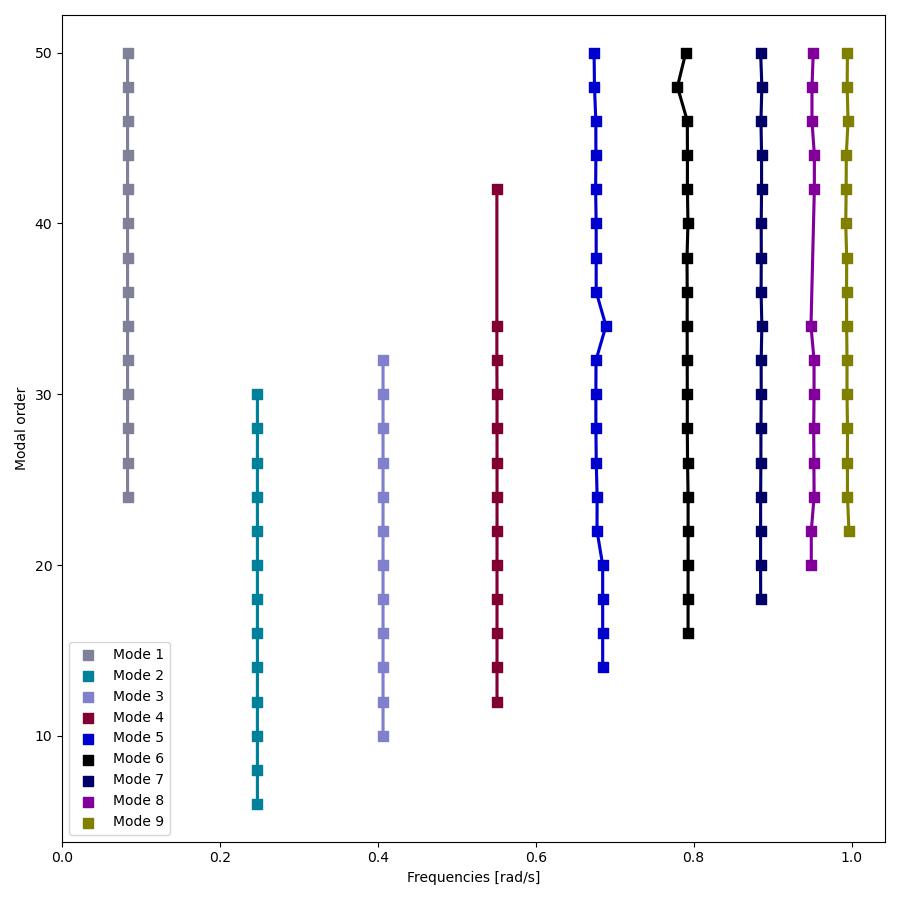 50
40
30
20
10
Modal order
Mode 1
Mode 2
Mode 3
Mode 4
Mode 5
Mode 6
Mode 7
Mode 8
Mode 9
0.0 0.2 0.4 0.6 0.8 1.0
Frequencies [rad/s]